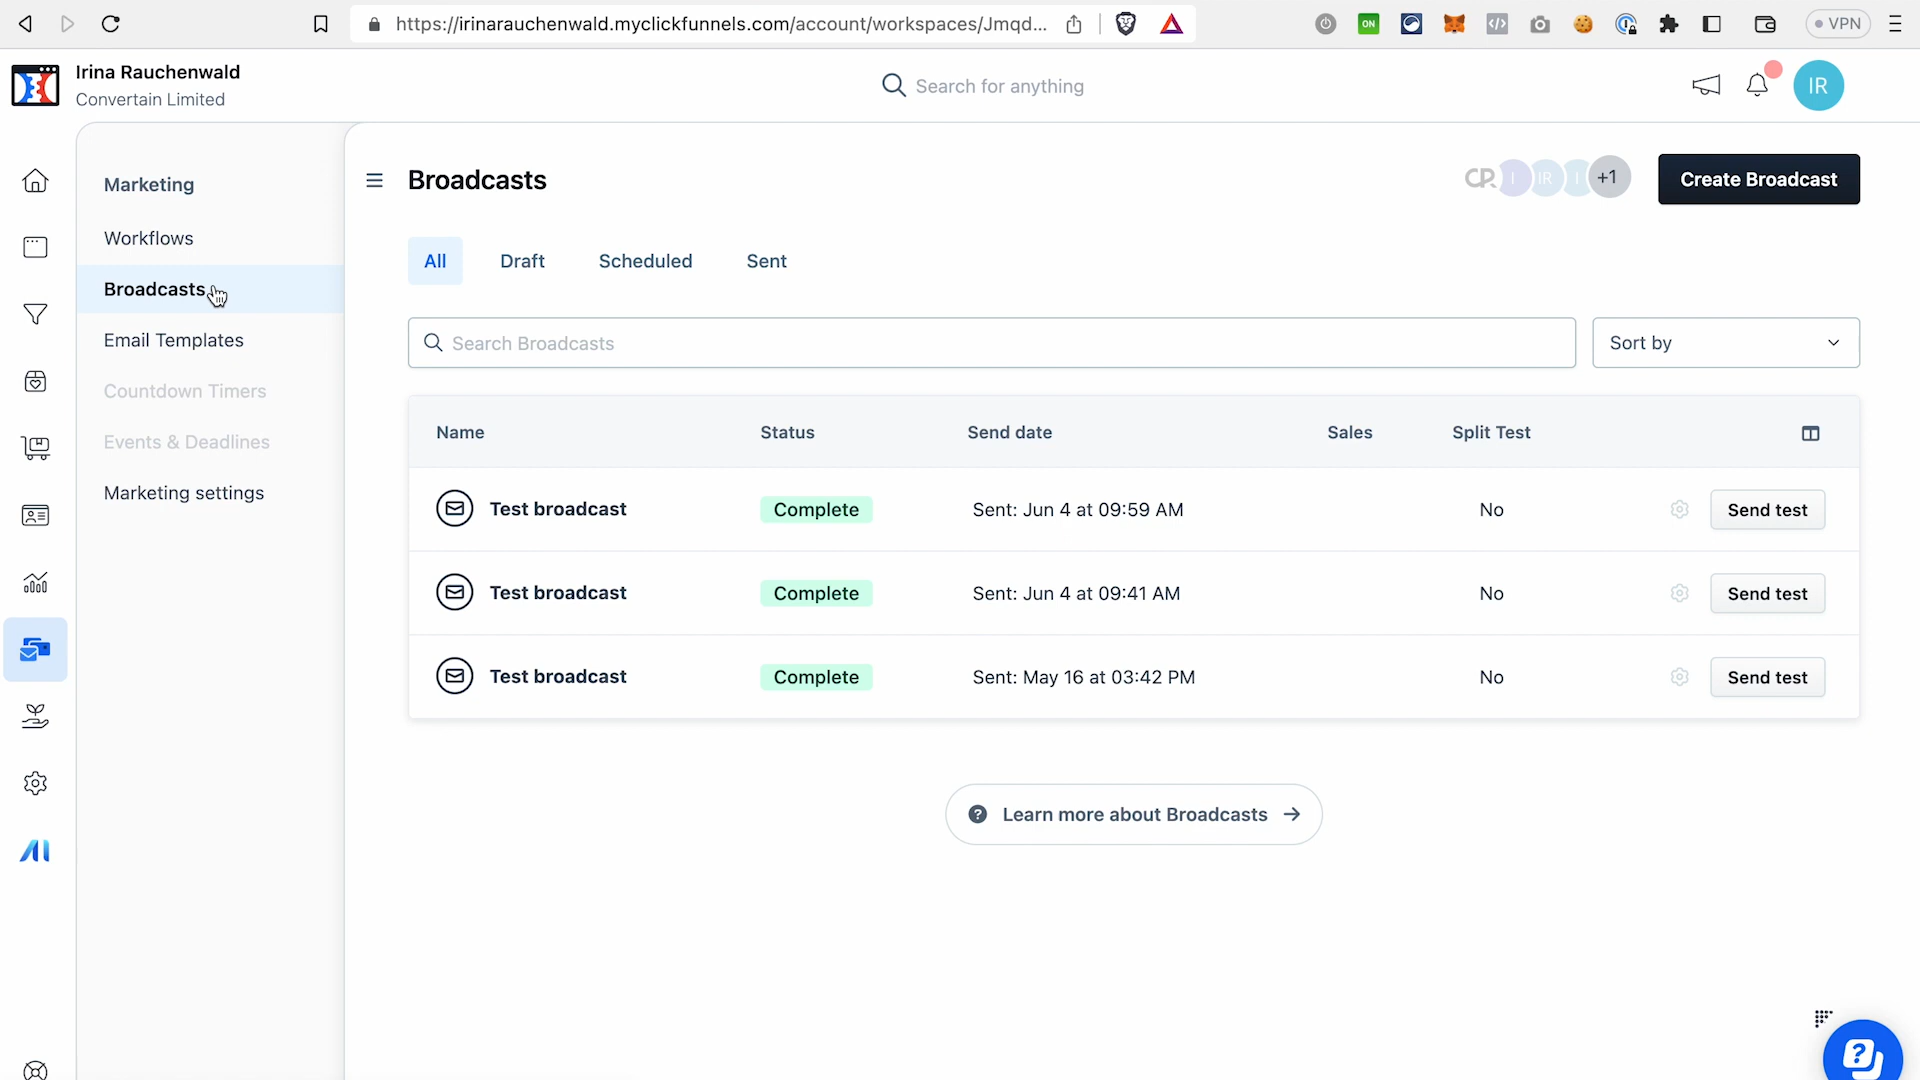 https://irinarauchenwald.myclickfunnels.com/account/workspaces/Jmqd...
ON
VPN
Irina Rauchenwald
Convertain Limited
Search for anything
IR
Marketing
Workflows
Broadcasts
Email Templates
Countdown Timers
Events & Deadlines
Marketing settings
Broadcasts
CP. I IR I +1
Create Broadcast
All Draft Scheduled Sent
Search Broadcasts
Sort by
Name Status Send date Sales Split Test
Test broadcast Complete Sent: Jun 4 at 09:59 AM No Send test
Test broadcast Complete Sent: Jun 4 at 09:41 AM No Send test
Test broadcast Complete Sent: May 16 at 03:42 PM No Send test
? Learn more about Broadcasts →
AI
?